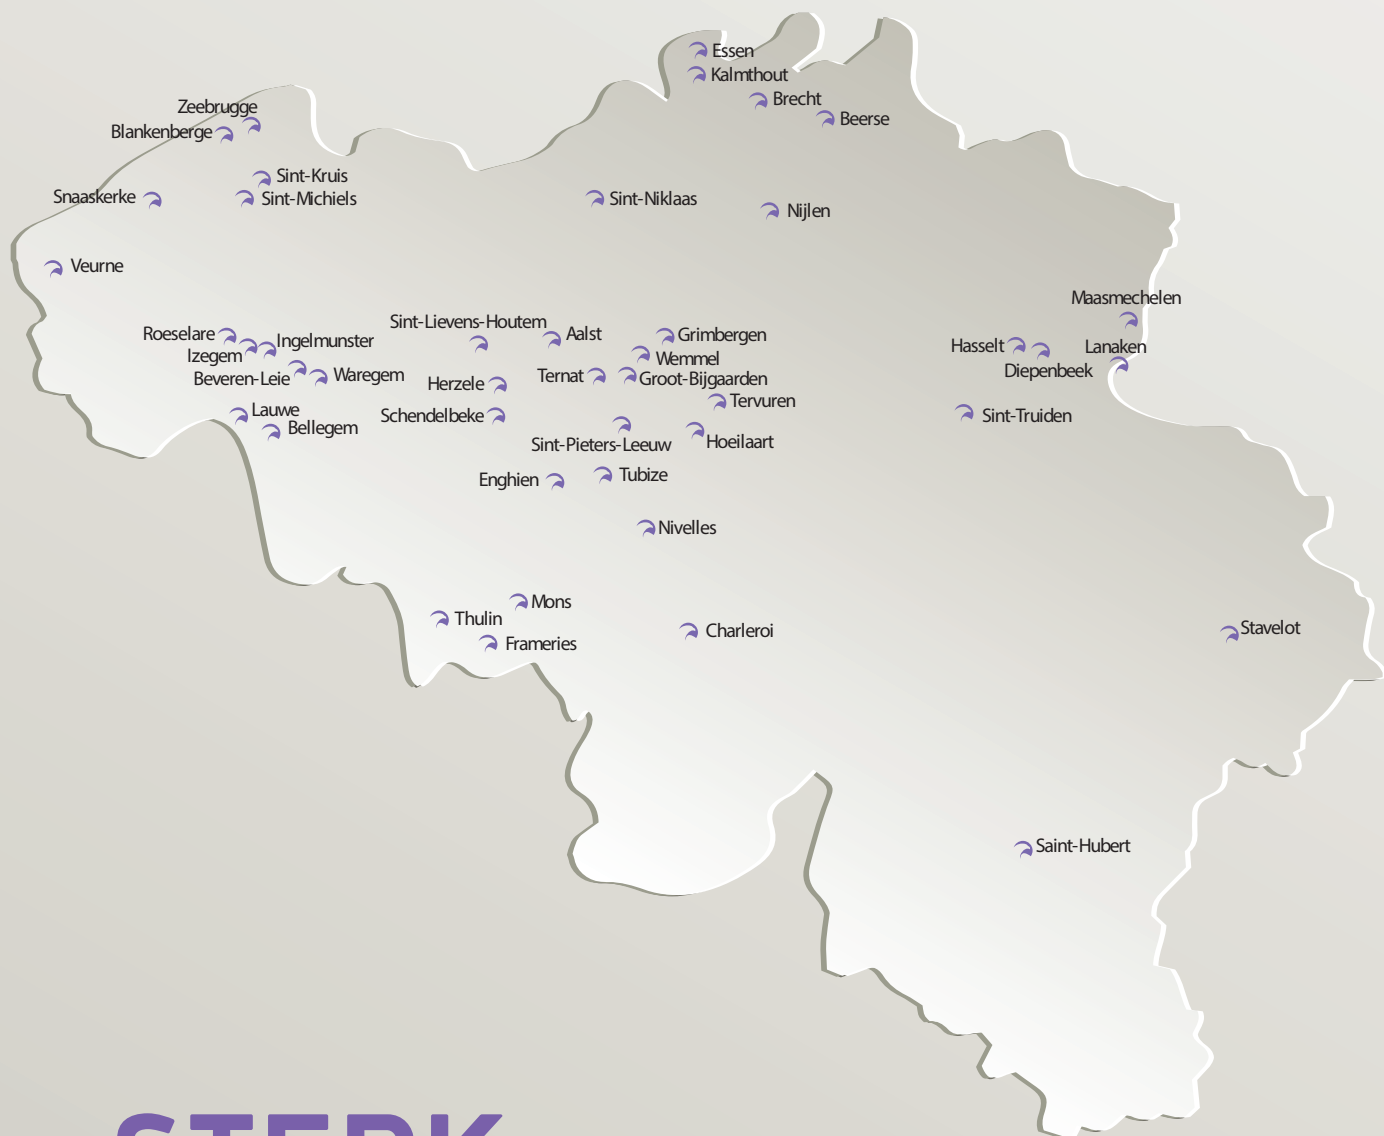 Essen
Kalmthout
Brecht
Beerse
Zeebrugge
Blankenberge
Sint-Kruis
Sint-Michiels
Snaaskerke
Sint-Niklaas
Nijlen
Veurne
Maasmechelen
Sint-Lievens-Houtem
Aalst
Roeselare
Ingelmunster
Grimbergen
Izegem
Wemmel
Hasselt
Lanaken
Diepenbeek
Beveren-Leie
Waregem
Herzele
Ternat
Groot-Bijgaarden
Tervuren
Lauwe
Bellegem
Schendelbeke
Sint-Truiden
Sint-Pieters-Leeuw
Hoeilaart
Enghien
Tubize
Nivelles
Mons
Thulin
Frameries
Charleroi
Stavelot
Saint-Hubert
STERK